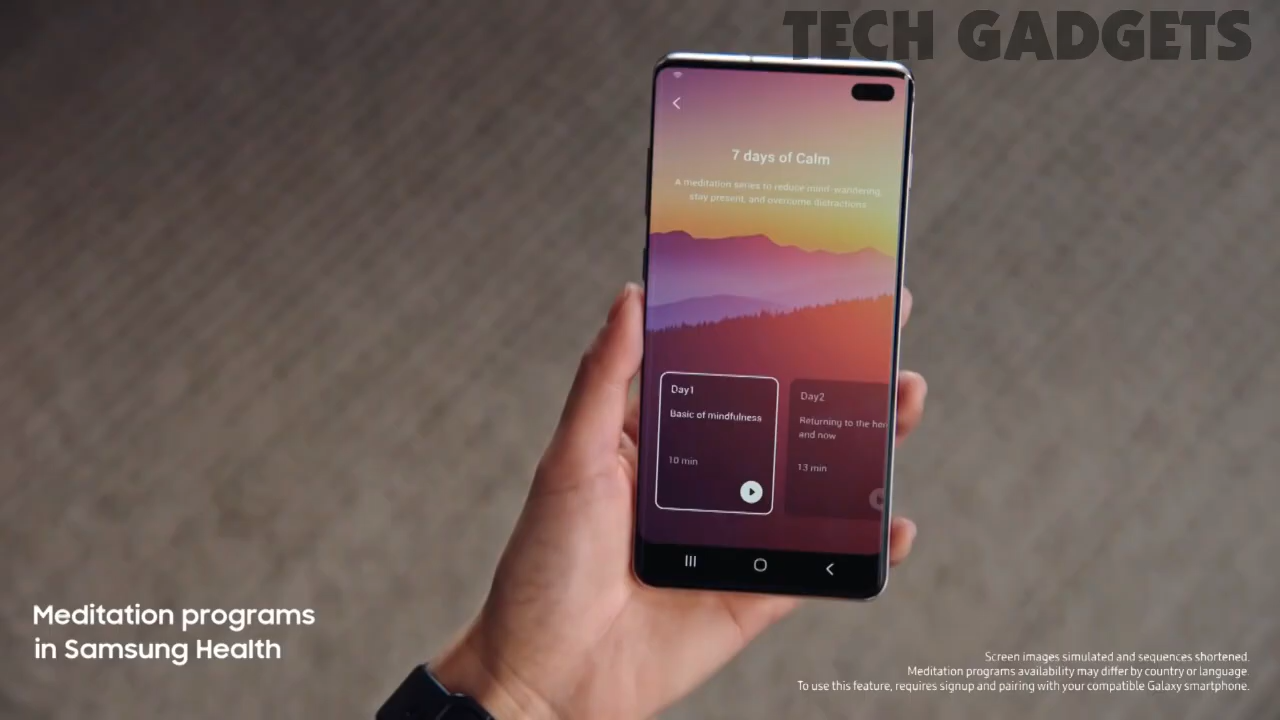 TECH GADGETS
7 days of Calm
A meditation series to reduce mind-wandering,
stay present, and overcome distractions
Day1
Basic of mindfulness
10 min
Day2
Returning to the her
and now
13 min
Meditation programs
in Samsung Health
Screen images simulated and sequences shortened.
Meditation programs availability may differ by country or language.
To use this feature, requires signup and pairing with your compatible Galaxy smartphone.